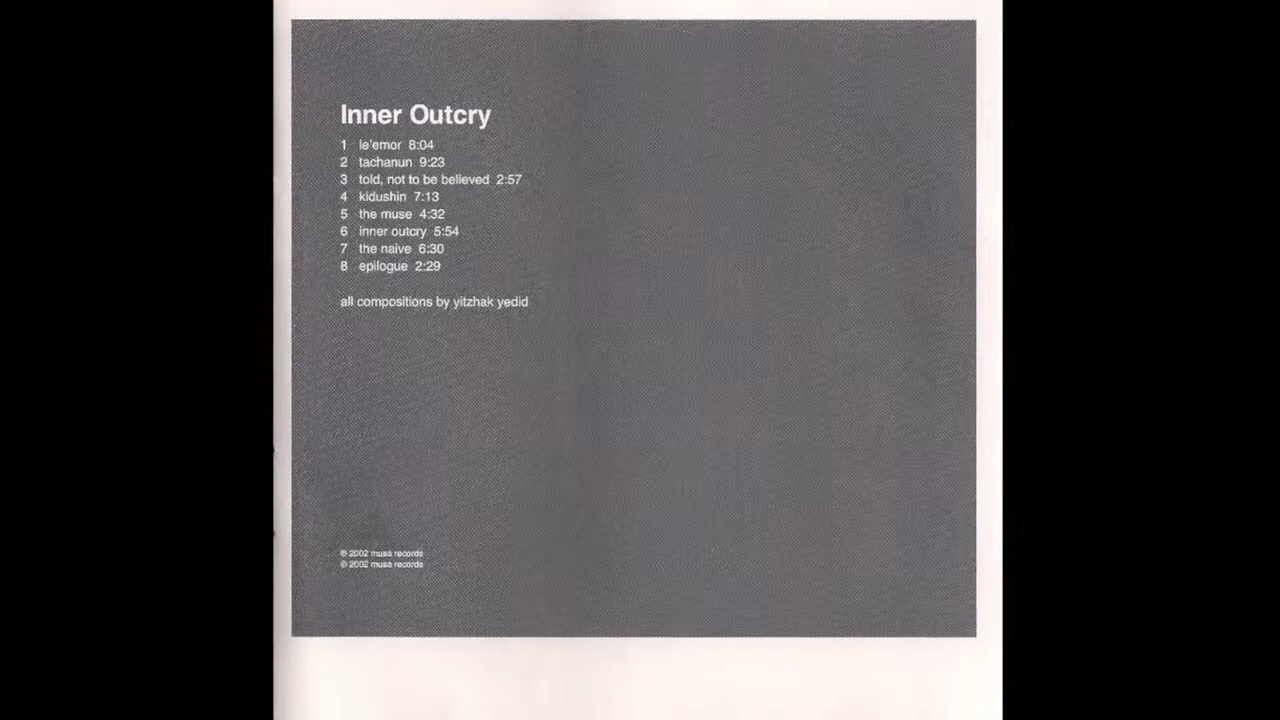 Inner Outcry
1 le'emor 8:04
2 tachanun 9:23
3 told, not to be believed 2:57
4 kidushin 7:13
5 the muse 4:32
6 inner outcry 5:54
7 the naive 6:30
8 epilogue 2:29
all compositions by yitzhak yedid
℗ 2002 musa records
© 2002 musa records